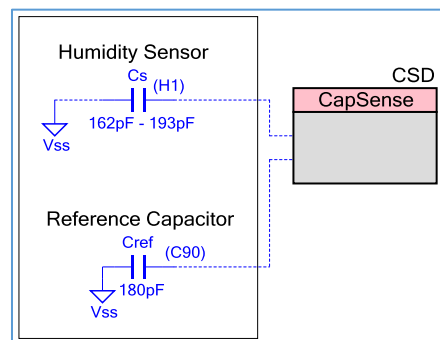 Humidity Sensor
Cs
(H1)
162pF - 193pF
Vss
CSD
CapSense
Reference Capacitor
Cref
(C90)
180pF
Vss